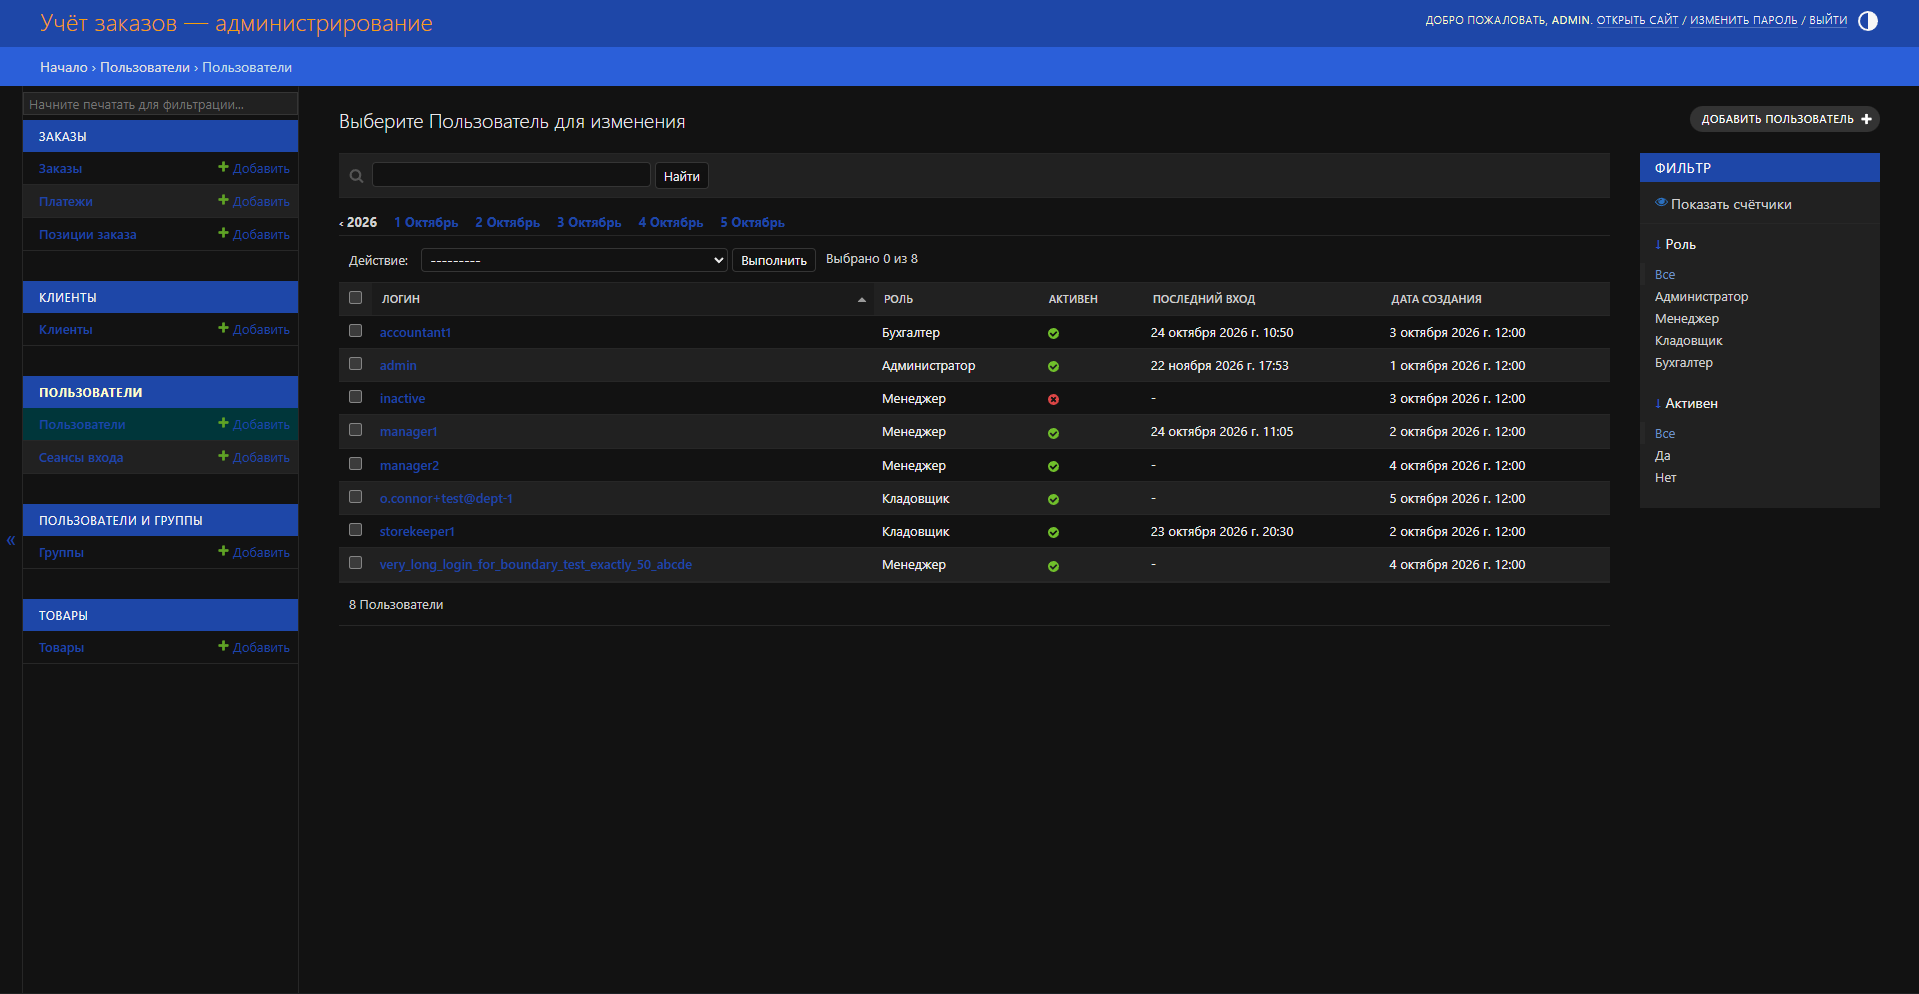 Учёт заказов — администрирование
ДОБРО ПОЖАЛОВАТЬ, ADMIN. ОТКРЫТЬ САЙТ / ИЗМЕНИТЬ ПАРОЛЬ / ВЫЙТИ
Начало › Пользователи › Пользователи
Начните печатать для фильтрации...
ЗАКАЗЫ
Заказы Добавить
Платежи Добавить
Позиции заказа Добавить
КЛИЕНТЫ
Клиенты Добавить
ПОЛЬЗОВАТЕЛИ
Пользователи Добавить
Сеансы входа Добавить
ПОЛЬЗОВАТЕЛИ И ГРУППЫ
Группы Добавить
ТОВАРЫ
Товары Добавить
«
Выберите Пользователь для изменения
ДОБАВИТЬ ПОЛЬЗОВАТЕЛЬ
Найти
‹ 2026 1 Октябрь 2 Октябрь 3 Октябрь 4 Октябрь 5 Октябрь
Действие: --------- Выполнить Выбрано 0 из 8
ЛОГИН РОЛЬ АКТИВЕН ПОСЛЕДНИЙ ВХОД ДАТА СОЗДАНИЯ
accountant1 Бухгалтер 24 октября 2026 г. 10:50 3 октября 2026 г. 12:00
admin Администратор 22 ноября 2026 г. 17:53 1 октября 2026 г. 12:00
inactive Менеджер - 3 октября 2026 г. 12:00
manager1 Менеджер 24 октября 2026 г. 11:05 2 октября 2026 г. 12:00
manager2 Менеджер - 4 октября 2026 г. 12:00
o.connor+test@dept-1 Кладовщик - 5 октября 2026 г. 12:00
storekeeper1 Кладовщик 23 октября 2026 г. 20:30 2 октября 2026 г. 12:00
very_long_login_for_boundary_test_exactly_50_abcde Менеджер - 4 октября 2026 г. 12:00
8 Пользователи
ФИЛЬТР
Показать счётчики
↓ Роль
Все
Администратор
Менеджер
Кладовщик
Бухгалтер
↓ Активен
Все
Да
Нет